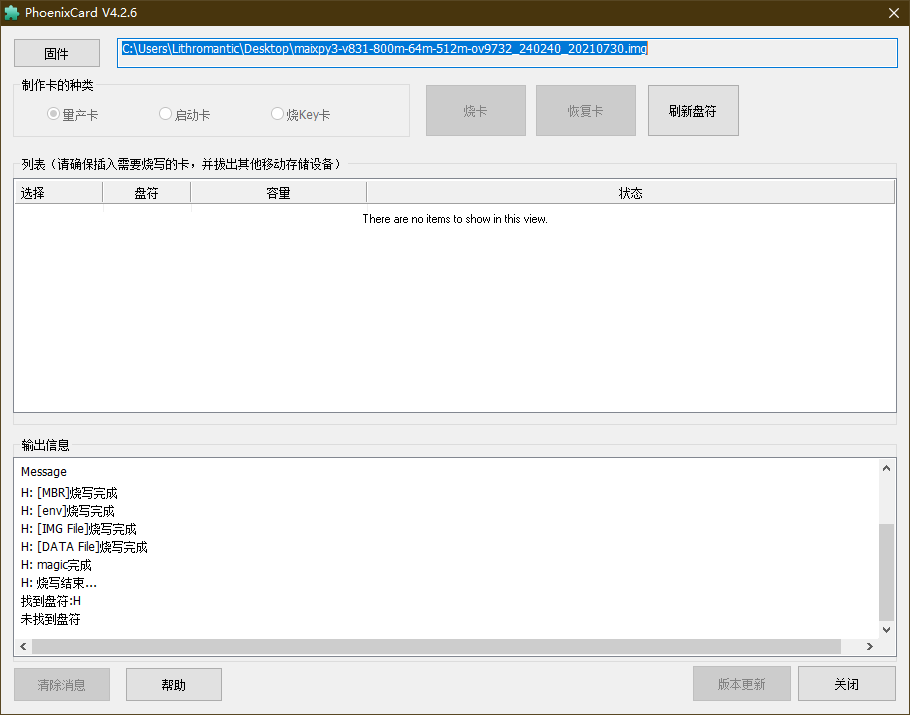 PhoenixCard V4.2.6
固件
C:\Users\Lithromantic\Desktop\maixpy3-v831-800m-64m-512m-ov9732_240240_20210730.img
制作卡的种类
量产卡 启动卡 烧Key卡
烧卡 恢复卡 刷新盘符
列表（请确保插入需要烧写的卡，并拔出其他移动存储设备）
选择 盘符 容量 状态
There are no items to show in this view.
输出信息
Message
H: [MBR]烧写完成
H: [env]烧写完成
H: [IMG File]烧写完成
H: [DATA File]烧写完成
H: magic完成
H: 烧写结束...
找到盘符:H
未找到盘符
清除消息 帮助 版本更新 关闭